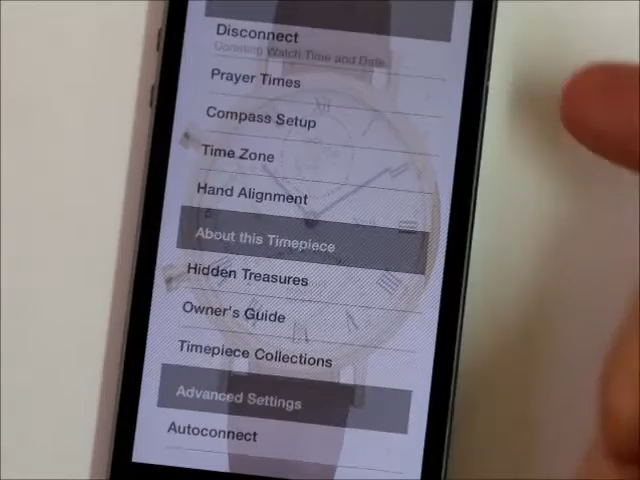 Disconnect
Updating Watch Time and Date
Prayer Times
Compass Setup
Time Zone
Hand Alignment
About this Timepiece
Hidden Treasures
Owner's Guide
Timepiece Collections
Advanced Settings
Autoconnect